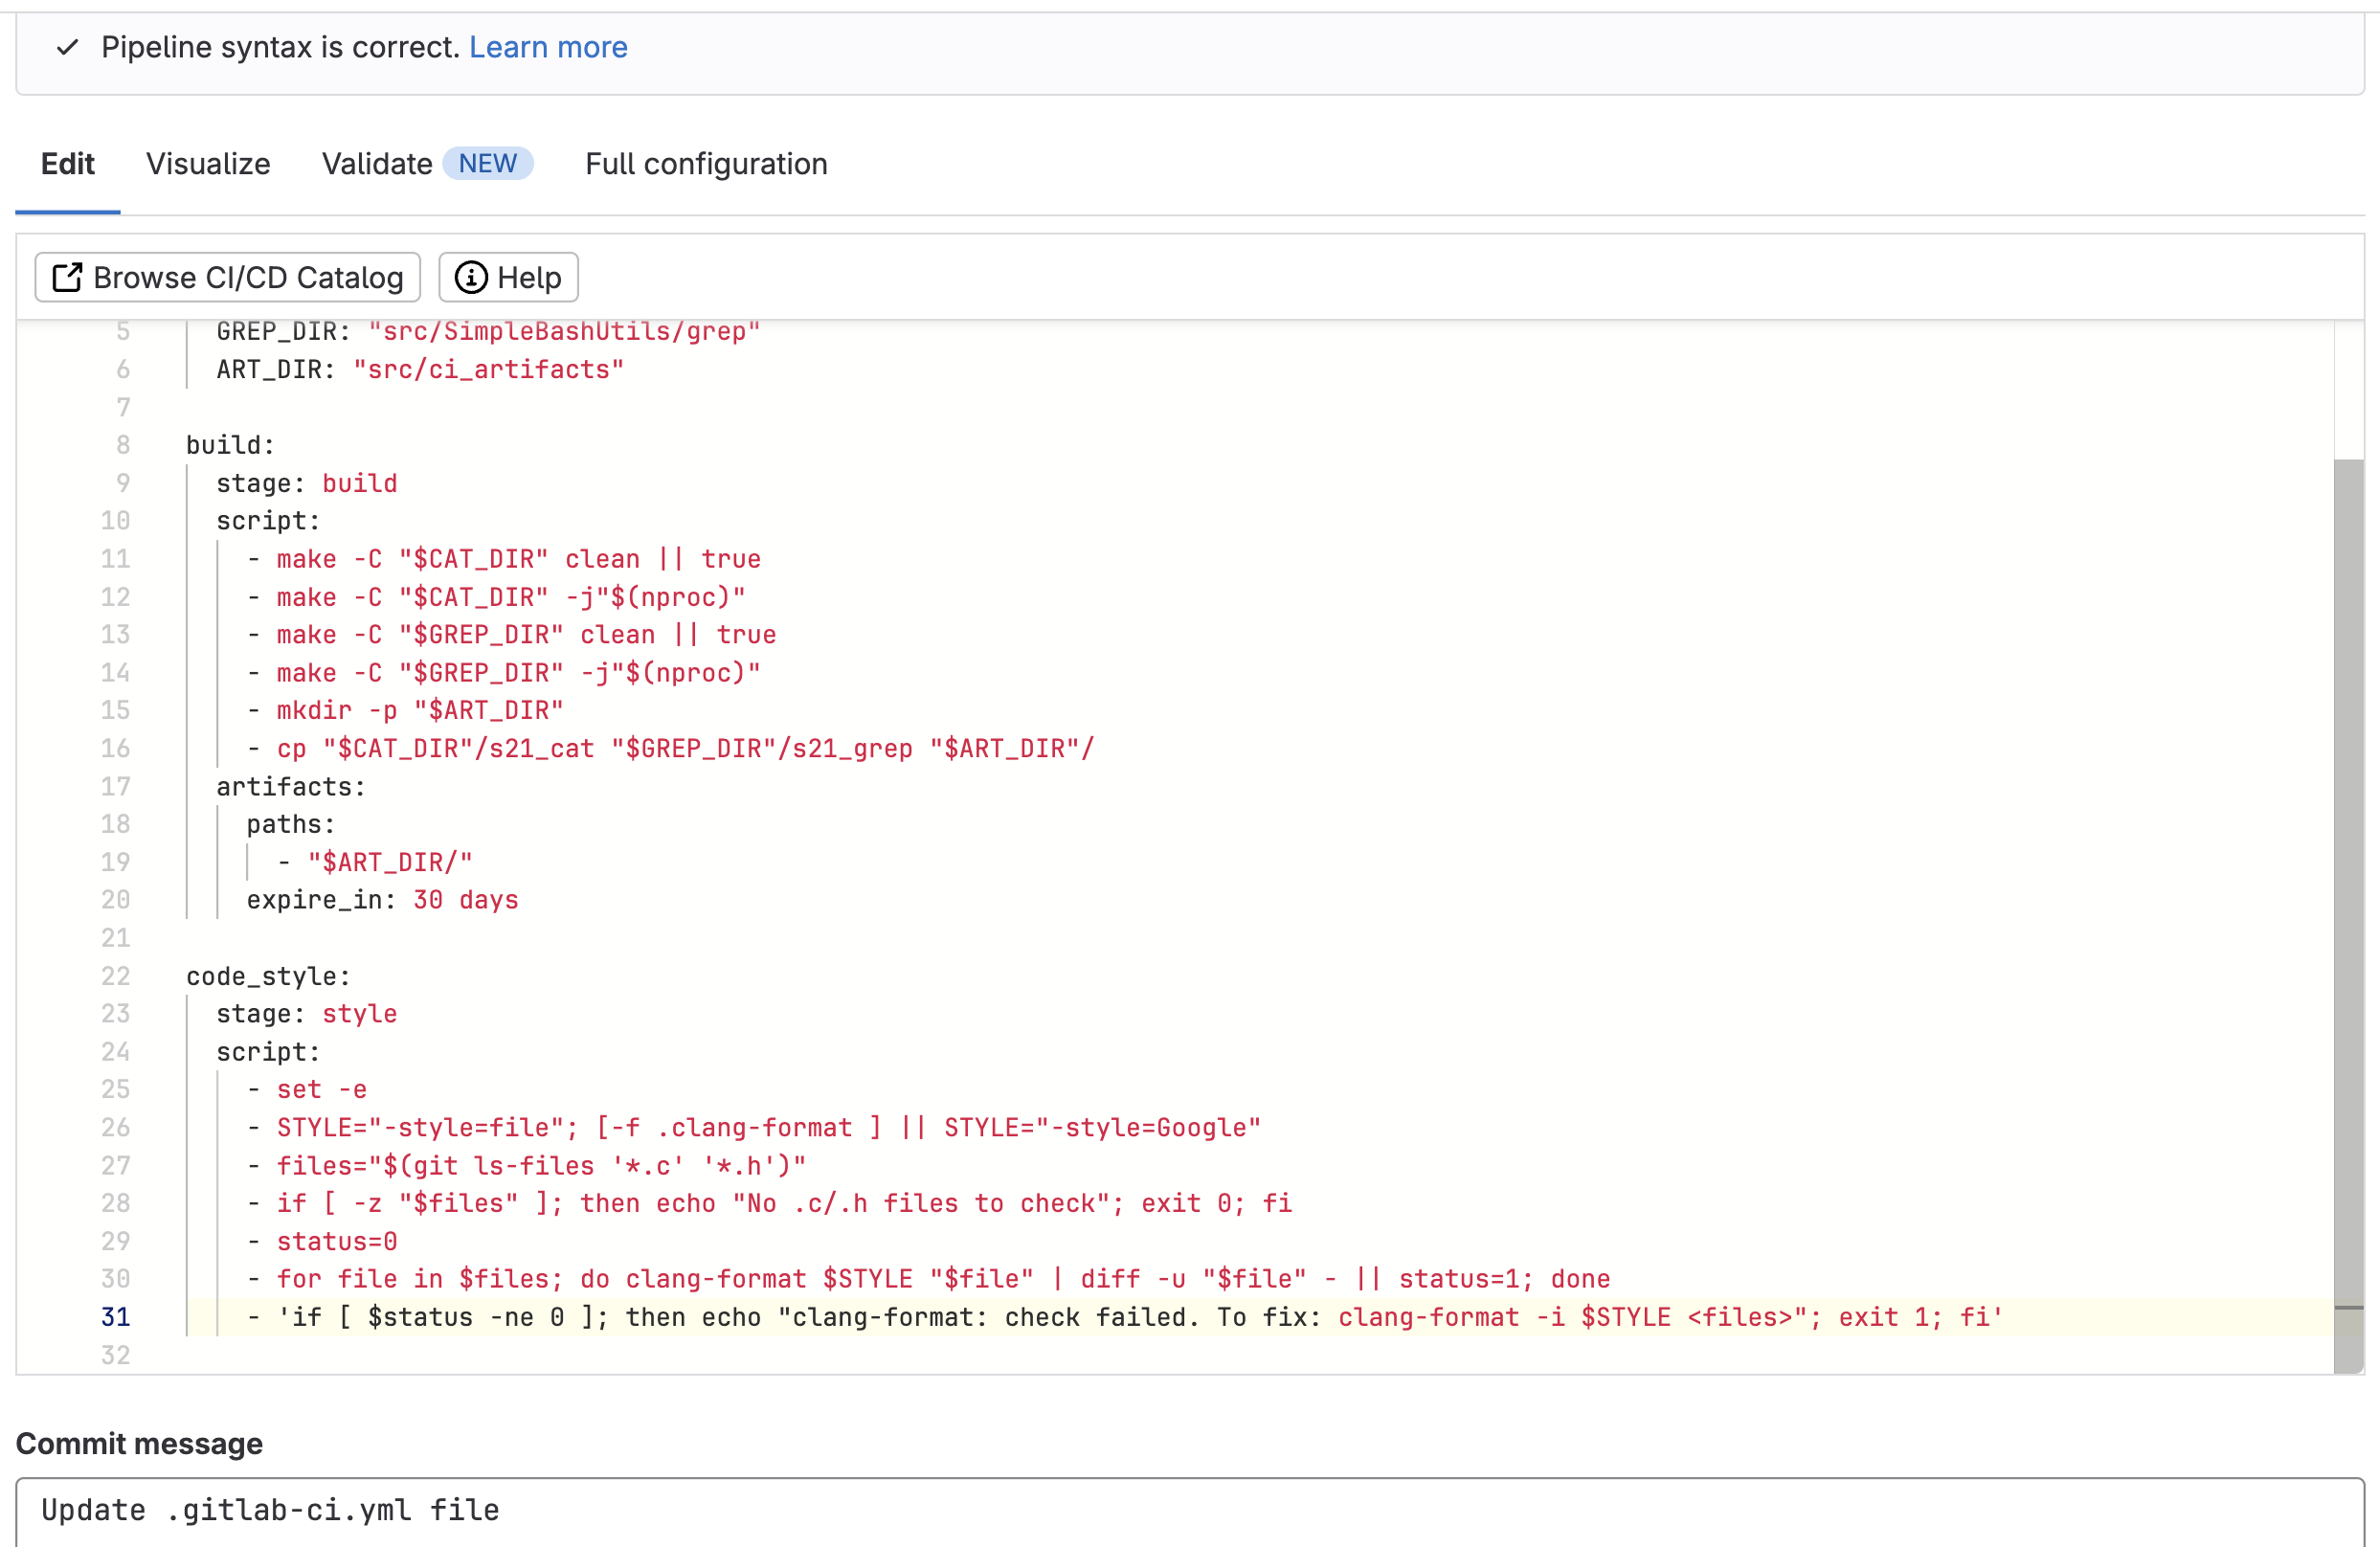 Pipeline syntax is correct. Learn more
Edit Visualize Validate NEW Full configuration
Browse CI/CD Catalog Help
5 GREP_DIR: "src/SimpleBashUtils/grep"
6 ART_DIR: "src/ci_artifacts"
7
8 build:
9 stage: build
10 script:
11 - make -C "$CAT_DIR" clean || true
12 - make -C "$CAT_DIR" -j"$(nproc)"
13 - make -C "$GREP_DIR" clean || true
14 - make -C "$GREP_DIR" -j"$(nproc)"
15 - mkdir -p "$ART_DIR"
16 - cp "$CAT_DIR"/s21_cat "$GREP_DIR"/s21_grep "$ART_DIR"/
17 artifacts:
18 paths:
19 - "$ART_DIR/"
20 expire_in: 30 days
21
22 code_style:
23 stage: style
24 script:
25 - set -e
26 - STYLE="-style=file"; [-f .clang-format ] || STYLE="-style=Google"
27 - files="$(git ls-files '*.c' '*.h')"
28 - if [ -z "$files" ]; then echo "No .c/.h files to check"; exit 0; fi
29 - status=0
30 - for file in $files; do clang-format $STYLE "$file" | diff -u "$file" - || status=1; done
31 - 'if [ $status -ne 0 ]; then echo "clang-format: check failed. To fix: clang-format -i $STYLE <files>"; exit 1; fi'
32
Commit message
Update .gitlab-ci.yml file